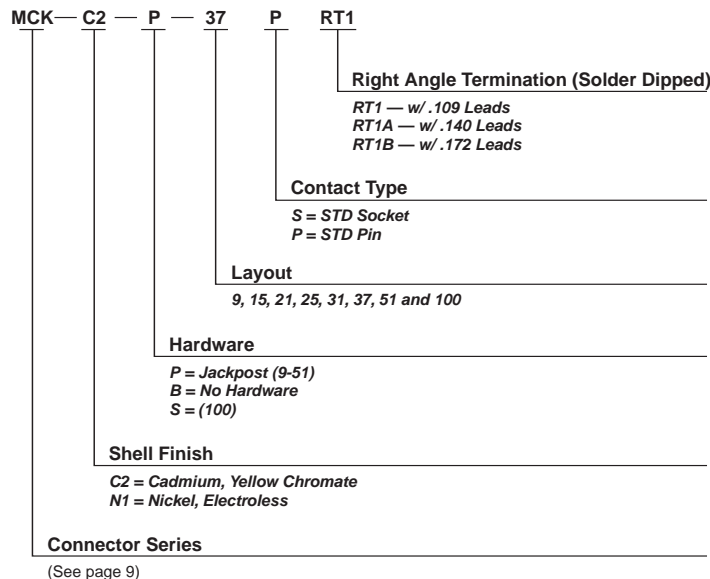 MCK — C2 — P — 37 P RT1
Right Angle Termination (Solder Dipped)
RT1 — w/ .109 Leads
RT1A — w/ .140 Leads
RT1B — w/ .172 Leads
Contact Type
S = STD Socket
P = STD Pin
Layout
9, 15, 21, 25, 31, 37, 51 and 100
Hardware
P = Jackpost (9-51)
B = No Hardware
S = (100)
Shell Finish
C2 = Cadmium, Yellow Chromate
N1 = Nickel, Electroless
Connector Series
(See page 9)